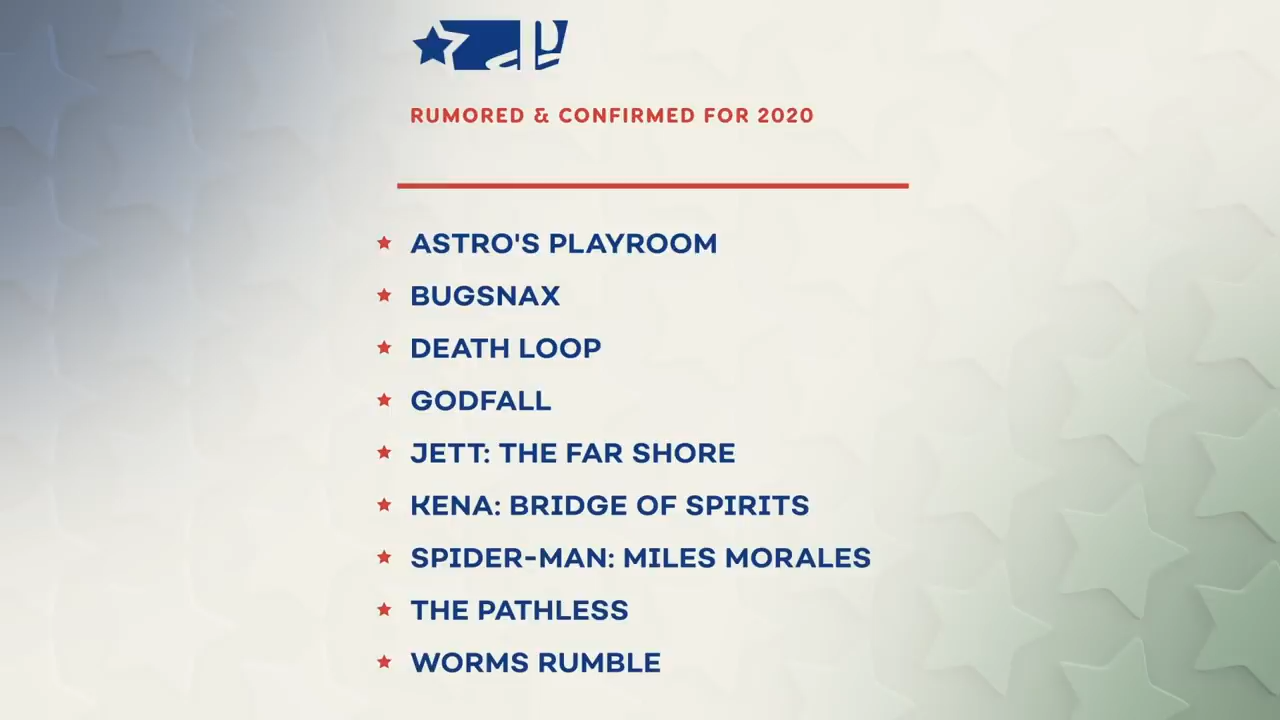 RUMORED & CONFIRMED FOR 2020
ASTRO'S PLAYROOM
BUGSNAX
DEATH LOOP
GODFALL
JETT: THE FAR SHORE
KENA: BRIDGE OF SPIRITS
SPIDER-MAN: MILES MORALES
THE PATHLESS
WORMS RUMBLE